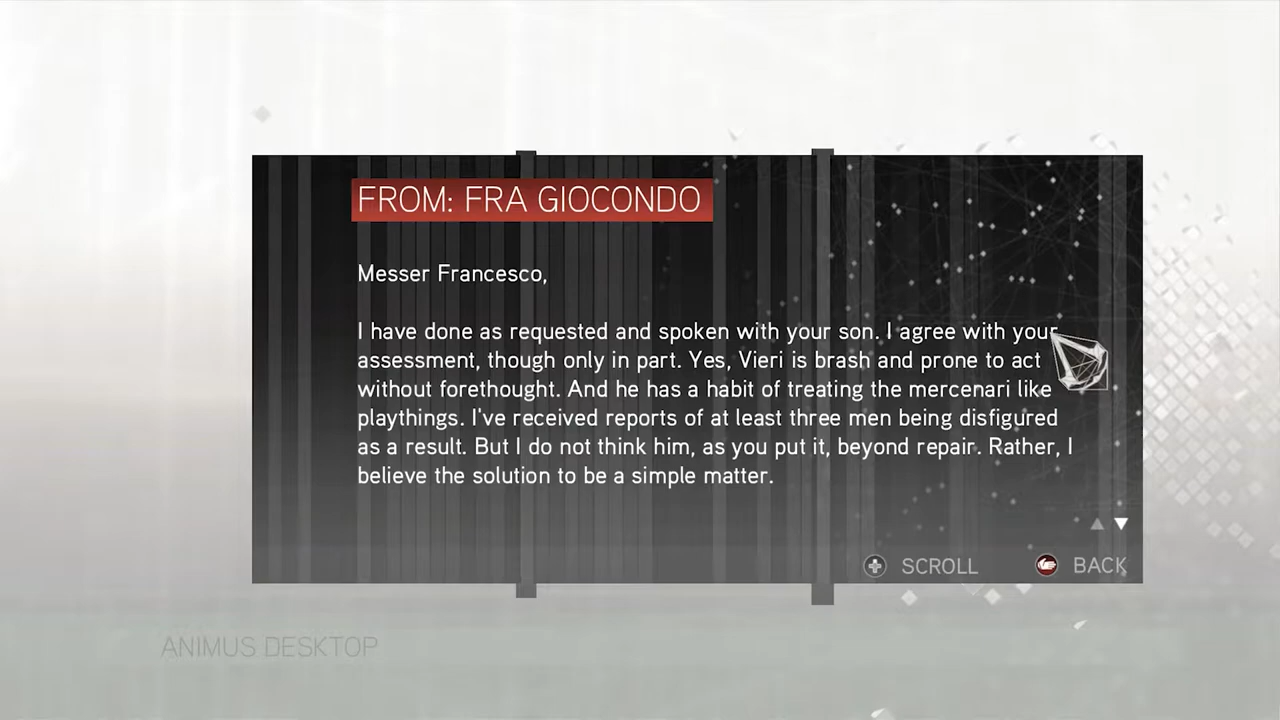 FROM: FRA GIOCONDO
Messer Francesco,
I have done as requested and spoken with your son. I agree with your
assessment, though only in part. Yes, Vieri is brash and prone to act
without forethought. And he has a habit of treating the mercenari like
playthings. I've received reports of at least three men being disfigured
as a result. But I do not think him, as you put it, beyond repair. Rather, I
believe the solution to be a simple matter.
SCROLL
BACK
ANIMUS DESKTOP